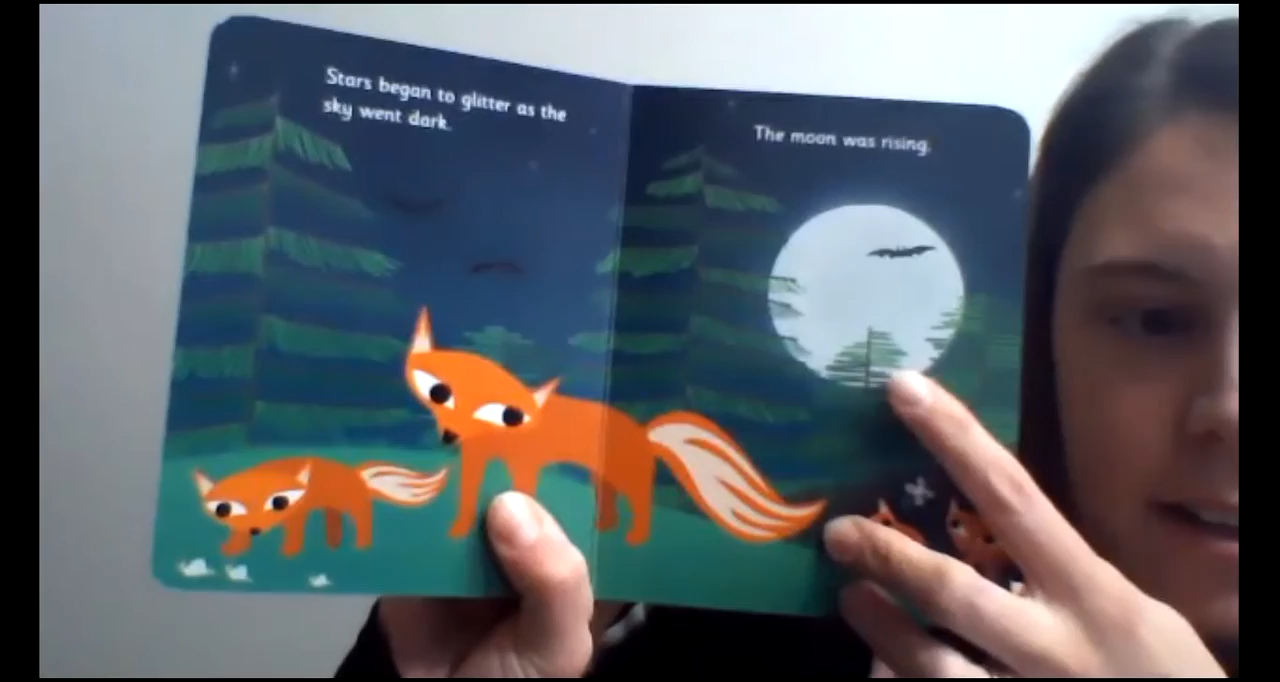 Stars began to glitter as the
sky went dark.
The moon was rising.